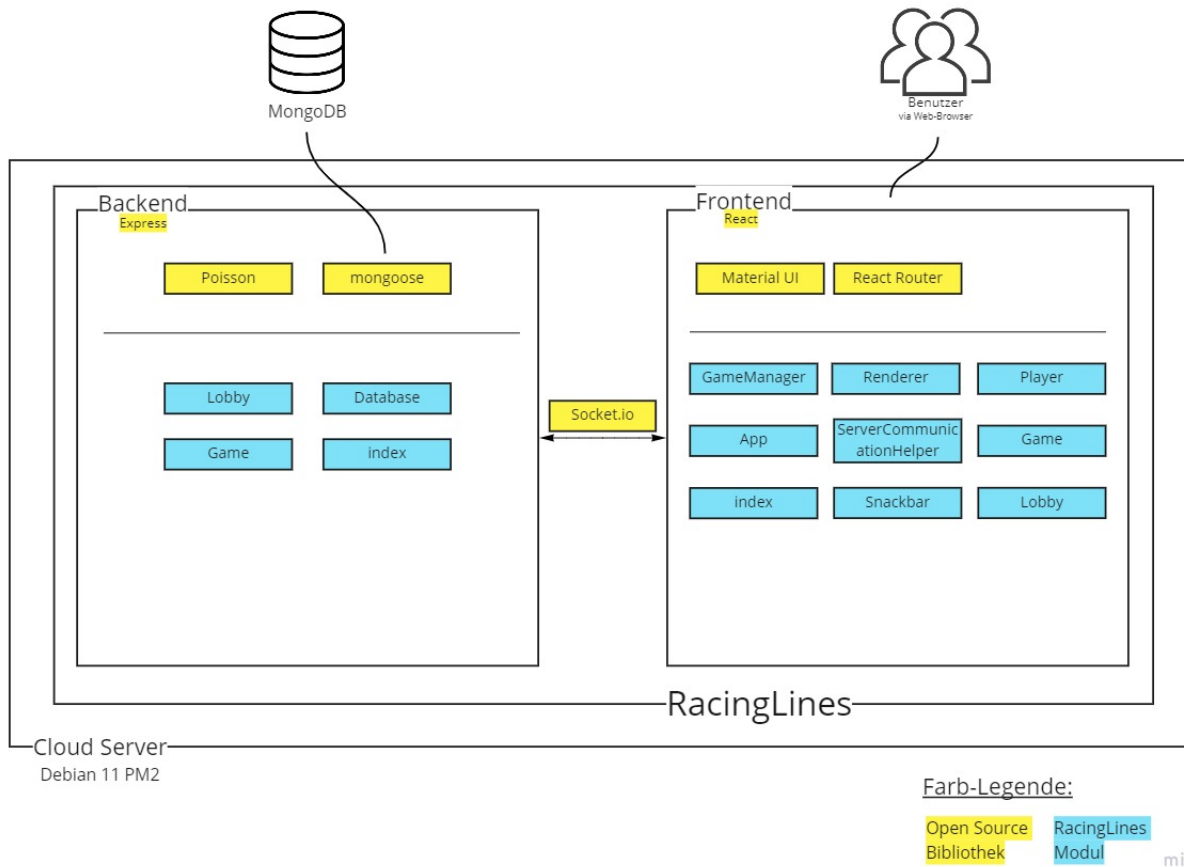 MongoDB
Benutzer
via Web-Browser
Backend
Express
Poisson
mongoose
Lobby
Database
Game
index
Socket.io
Frontend
React
Material UI
React Router
GameManager
Renderer
Player
App
ServerCommunic
ationHelper
Game
index
Snackbar
Lobby
RacingLines
Cloud Server
Debian 11 PM2
Farb-Legende:
Open Source
Bibliothek
RacingLines
Modul
mi